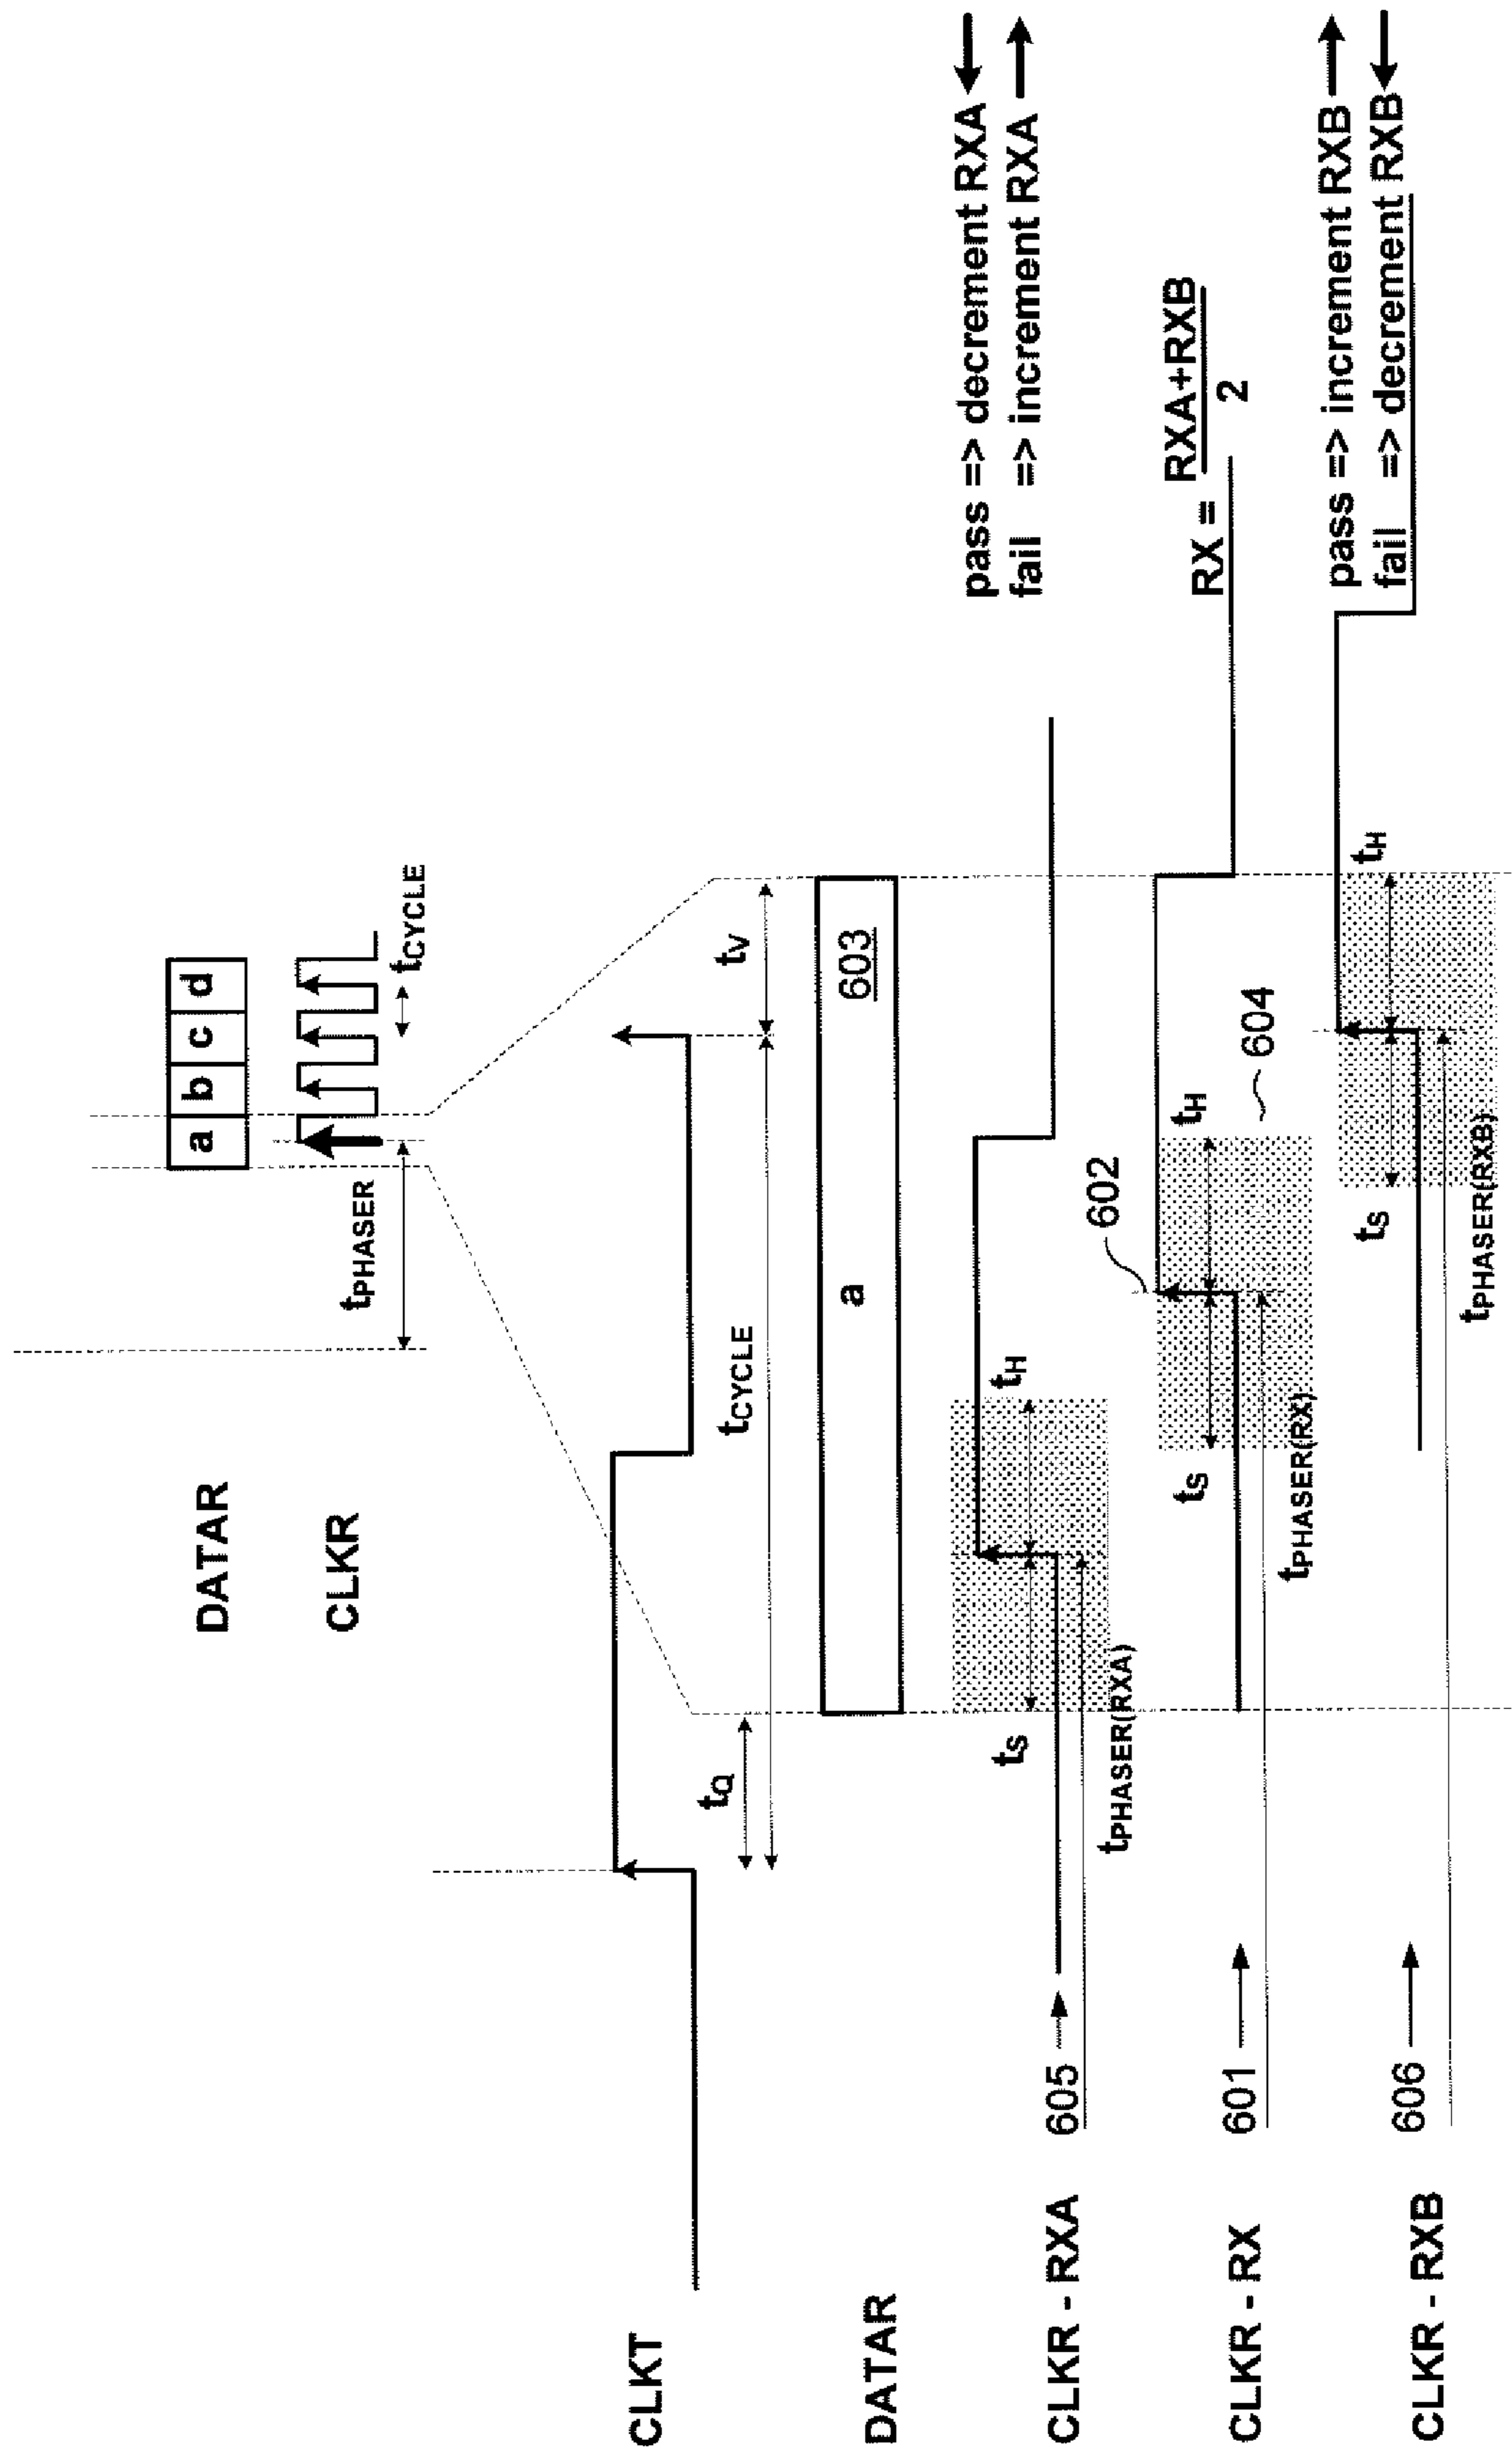 DATAR
a b c d
CLKR
tPHASER
tCYCLE
CLKT
tQ
tCYCLE
tV
DATAR
a
603
CLKR - RXA
605
tS
tH
tPHASER(RXA)
pass => decrement RXA
fail => increment RXA
CLKR - RX
601
tS
602
tH
604
tPHASER(RX)
RX = RXA+RXB
2
CLKR - RXB
606
tS
tH
tPHASER(RXB)
pass => increment RXB
fail => decrement RXB